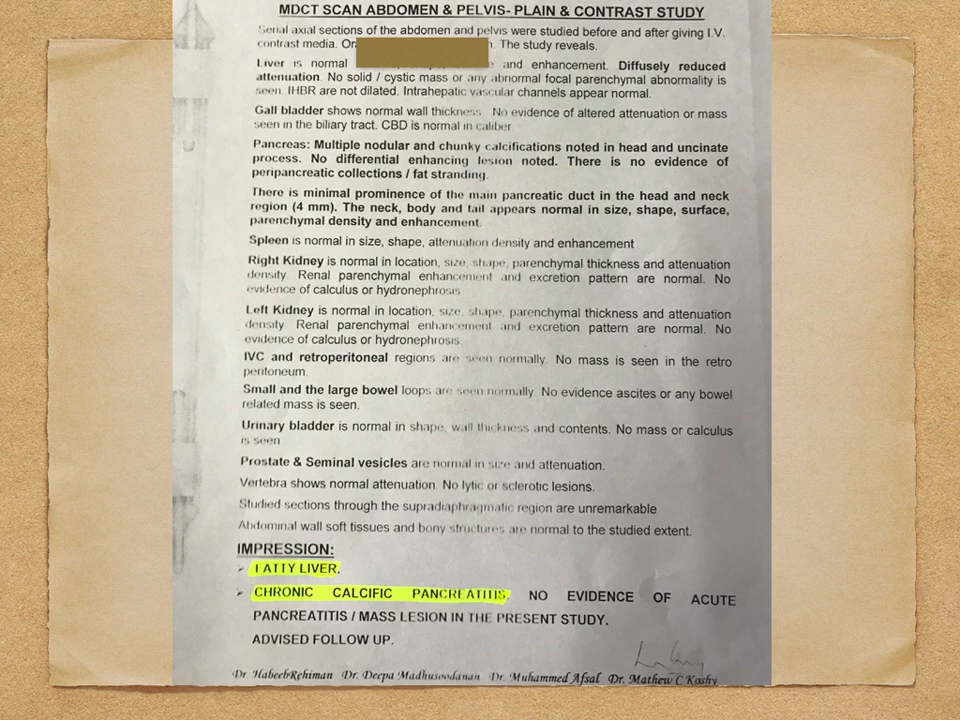 MDCT SCAN ABDOMEN & PELVIS- PLAIN & CONTRAST STUDY
Serial axial sections of the abdomen and pelvis were studied before and after giving I.V.
contrast media. The study reveals.
Liver is normal and enhancement. Diffusely reduced
attenuation. No solid / cystic mass or any abnormal focal parenchymal abnormality is
seen. IHBR are not dilated. Intrahepatic vascular channels appear normal.
Gall bladder shows normal wall thickness. No evidence of altered attenuation or mass
seen in the biliary tract. CBD is normal in caliber
Pancreas: Multiple nodular and chunky calcifications noted in head and uncinate
process. No differential enhancing lesion noted. There is no evidence of
peripancreatic collections / fat stranding.
There is minimal prominence of the main pancreatic duct in the head and neck
region (4 mm). The neck, body and tail appears normal in size, shape, surface,
parenchymal density and enhancement.
Spleen is normal in size, shape, attenuation density and enhancement
Right Kidney is normal in location, size, shape, parenchymal thickness and attenuation
density. Renal parenchymal enhancement and excretion pattern are normal. No
evidence of calculus or hydronephrosis
Left Kidney is normal in location, size, shape, parenchymal thickness and attenuation
density Renal parenchymal enhancement and excretion pattern are normal. No
evidence of calculus or hydronephrosis.
IVC and retroperitoneal regions are seen normally. No mass is seen in the retro
peritoneum.
Small and the large bowel loops are seen normally. No evidence ascites or any bowel
related mass is seen.
Urinary bladder is normal in shape, wall thickness and contents. No mass or calculus
is seen
Prostate & Seminal vesicles are normal in size and attenuation.
Vertebra shows normal attenuation. No lytic or sclerotic lesions.
Studied sections through the supradiaphragmatic region are unremarkable
Abdominal wall soft tissues and bony structures are normal to the studied extent.
IMPRESSION:
➢ FATTY LIVER.
➢ CHRONIC CALCIFIC PANCREATITIS. NO EVIDENCE OF ACUTE
PANCREATITIS / MASS LESION IN THE PRESENT STUDY.
ADVISED FOLLOW UP.
Dr. HabeebRehiman Dr. Deepa Madhusoodanan Dr. Muhammed Afsal Dr. Mathew C Koshy